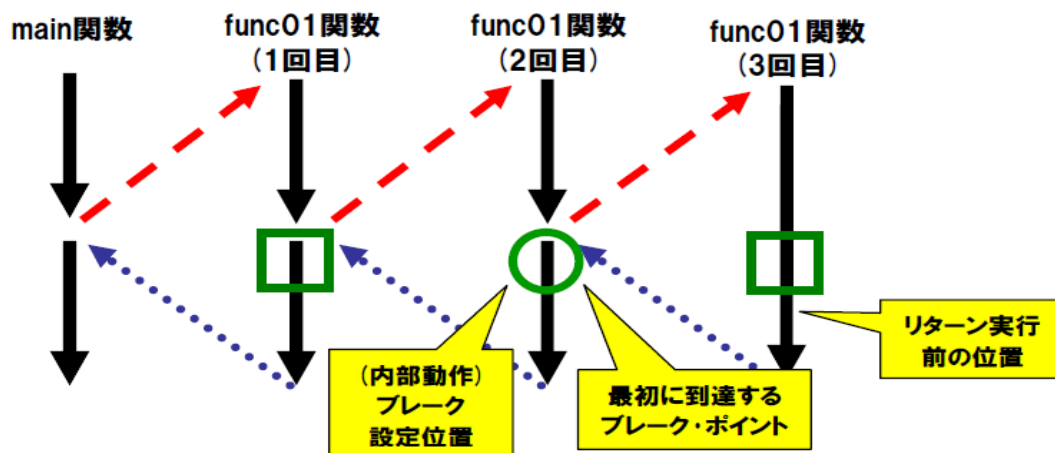 main関数
func01関数
(1回目)
func01関数
(2回目)
func01関数
(3回目)
リターン実行
前の位置
(内部動作)
ブレーク
設定位置
最初に到達する
ブレーク・ポイント